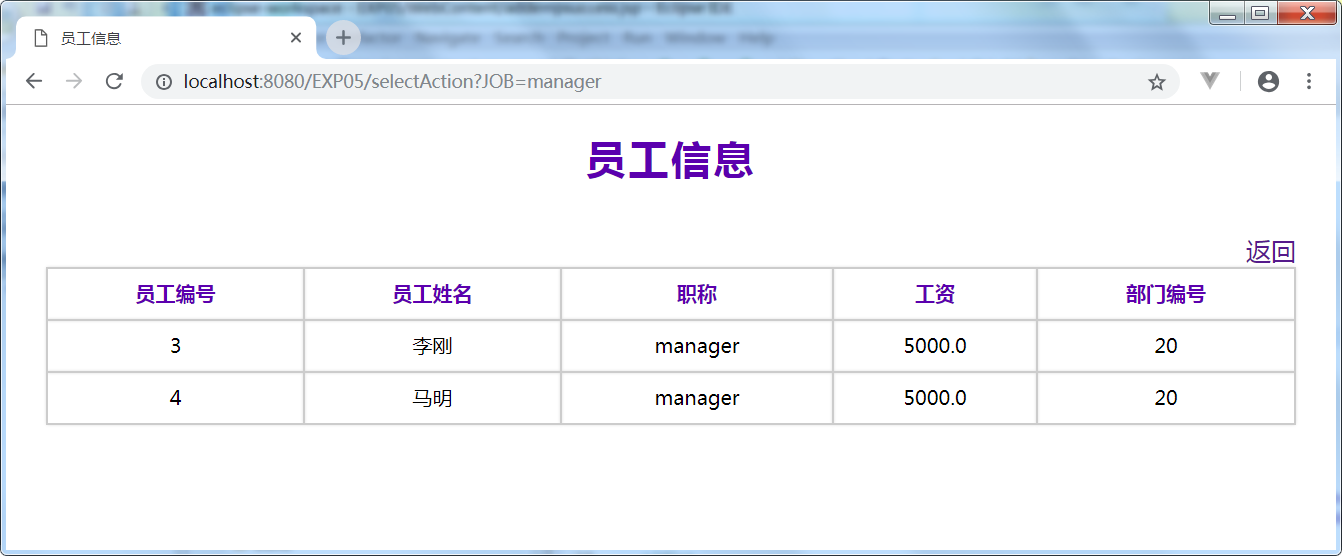 员工信息
localhost:8080/EXP05/selectAction?JOB=manager
员工信息
返回
员工编号 员工姓名 职称 工资 部门编号
3 李刚 manager 5000.0 20
4 马明 manager 5000.0 20